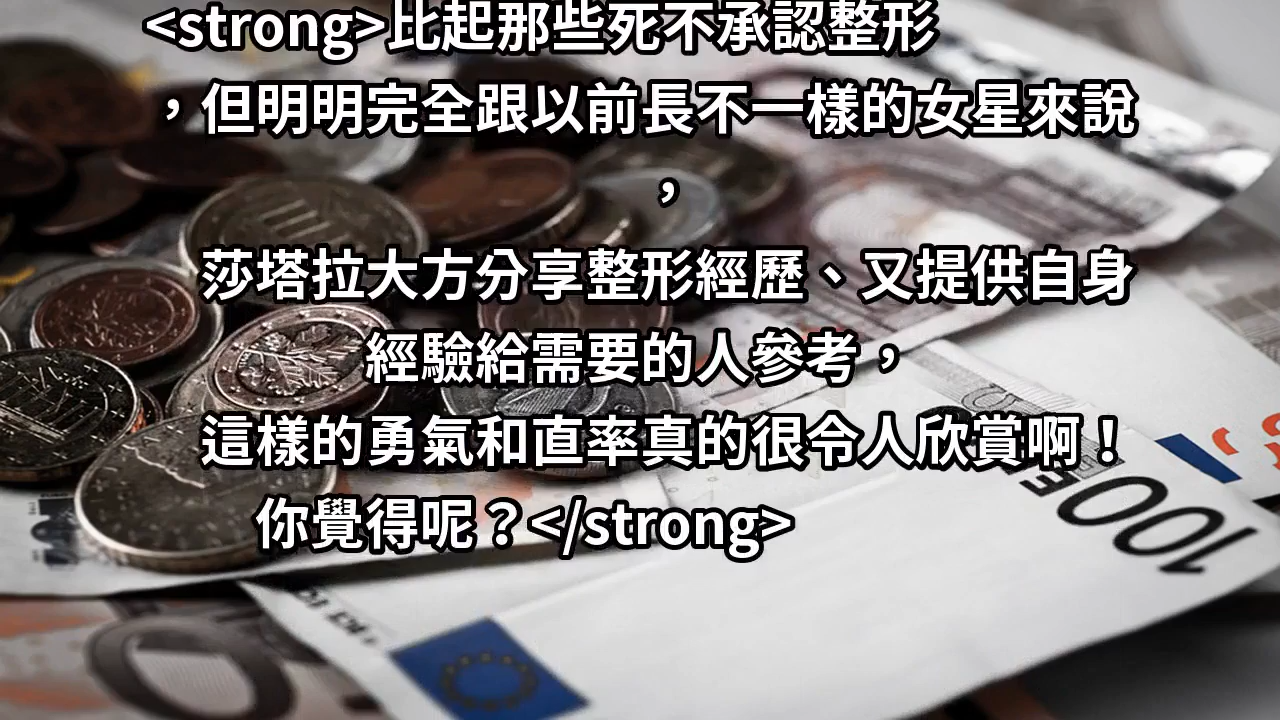 <strong>比起那些死不承認整形
，但明明完全跟以前長不一樣的女星來說
，
莎塔拉大方分享整形經歷、又提供自身
經驗給需要的人參考，
這樣的勇氣和直率真的很令人欣賞啊！
你覺得呢？</strong>
100